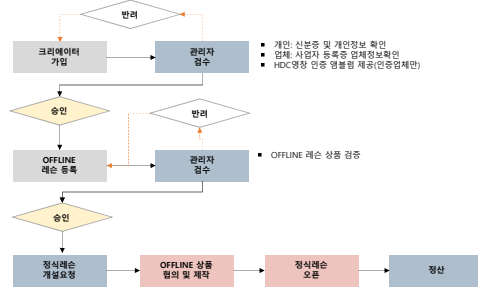 반려
크리에이터
가입
관리자
검수
개인: 신분증 및 개인정보 확인
업체: 사업자 등록증 업체정보확인
HDC명장 인증 앰블럼 제공(인증업체만)
승인
반려
OFFLINE
레슨 등록
관리자
검수
OFFLINE 레슨 상품 검증
승인
정식레슨
개설요청
OFFLINE 상품
협의 및 제작
정식레슨
오픈
정산